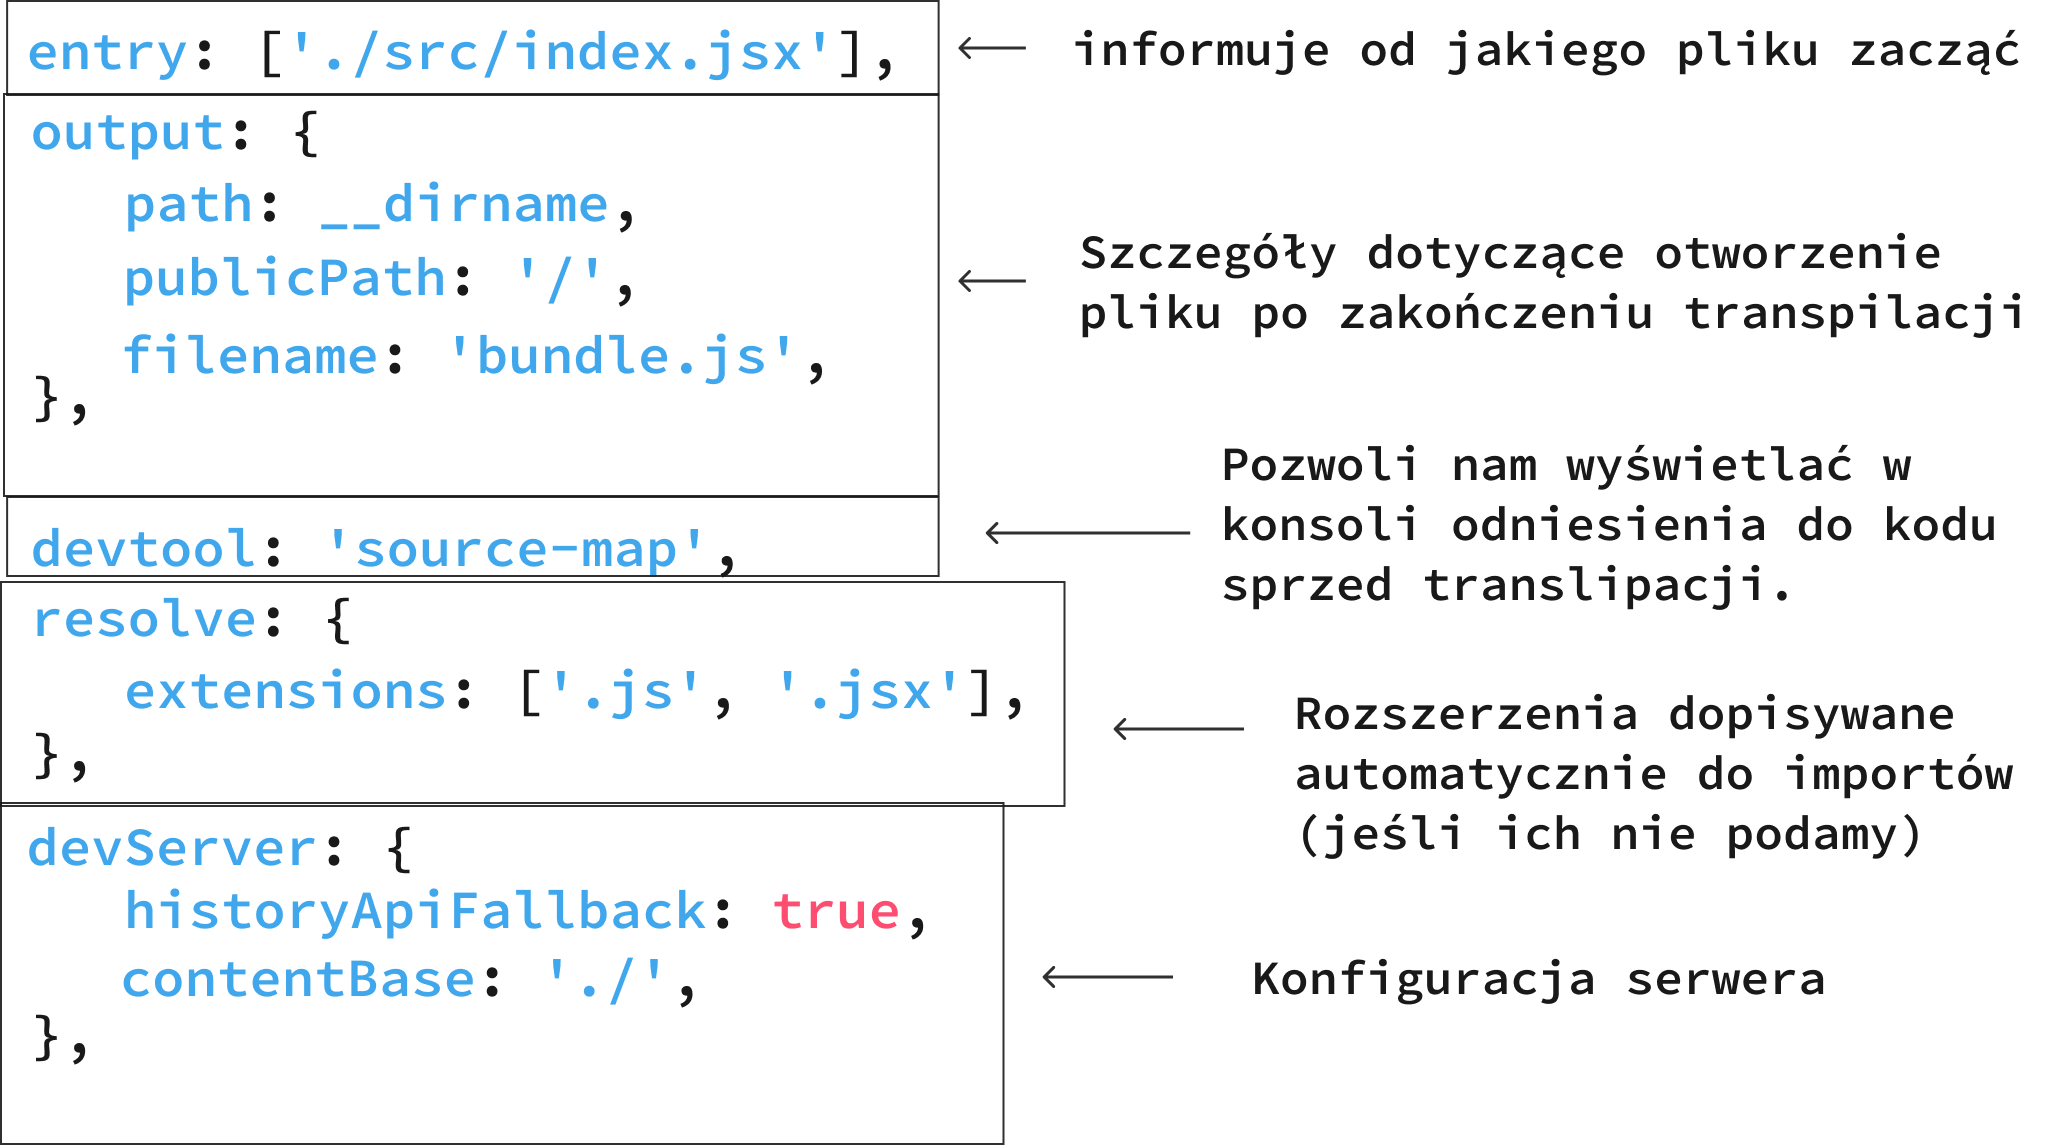 entry: ['./src/index.jsx'],
informuje od jakiego pliku zacząć
output: {
path: __dirname,
publicPath: '/',
filename: 'bundle.js',
},
Szczegóły dotyczące otworzenie
pliku po zakończeniu transpilacji
devtool: 'source-map',
Pozwoli nam wyświetlać w
konsoli odniesienia do kodu
sprzed translipacji.
resolve: {
extensions: ['.js', '.jsx'],
},
Rozszerzenia dopisywane
automatycznie do importów
(jeśli ich nie podamy)
devServer: {
historyApiFallback: true,
contentBase: './',
},
Konfiguracja serwera